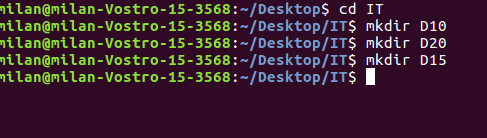 milan@milan-Vostro-15-3568:~/Desktop$ cd IT
milan@milan-Vostro-15-3568:~/Desktop/IT$ mkdir D10
milan@milan-Vostro-15-3568:~/Desktop/IT$ mkdir D20
milan@milan-Vostro-15-3568:~/Desktop/IT$ mkdir D15
milan@milan-Vostro-15-3568:~/Desktop/IT$